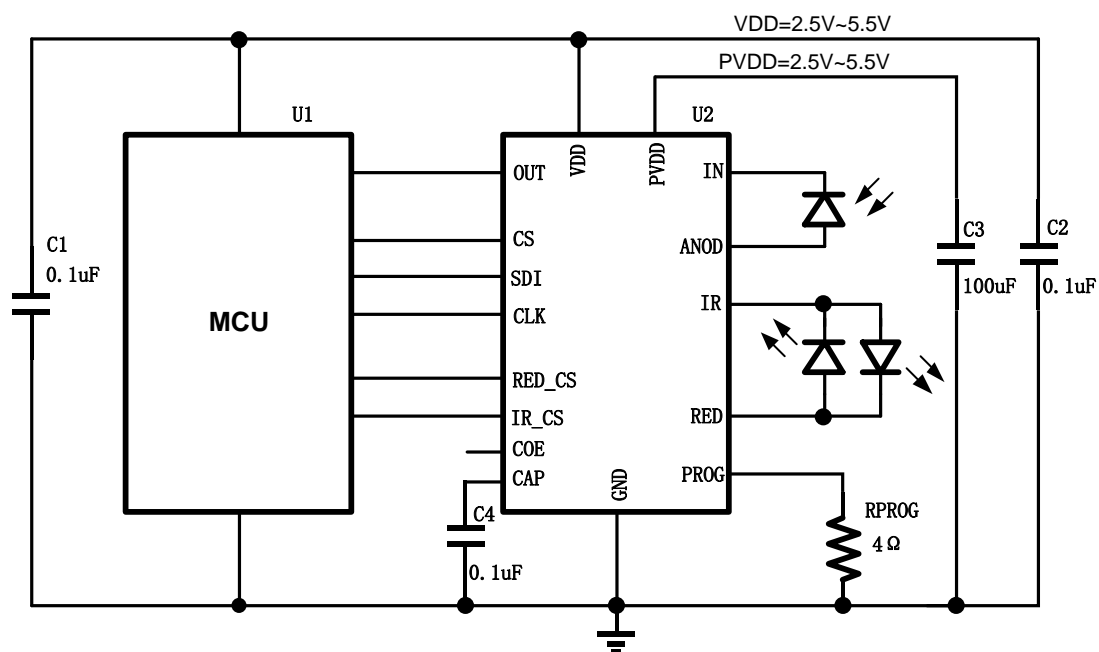 VDD=2.5V~5.5V
PVDD=2.5V~5.5V
U1
U2
OUT
VDD
PVDD
IN
CS
ANOD
C1
0.1uF
SDI
C3
100uF
C2
0.1uF
MCU
CLK
IR
RED_CS
IR_CS
RED
COE
CAP
GND
PROG
C4
0.1uF
RPROG
4Ω